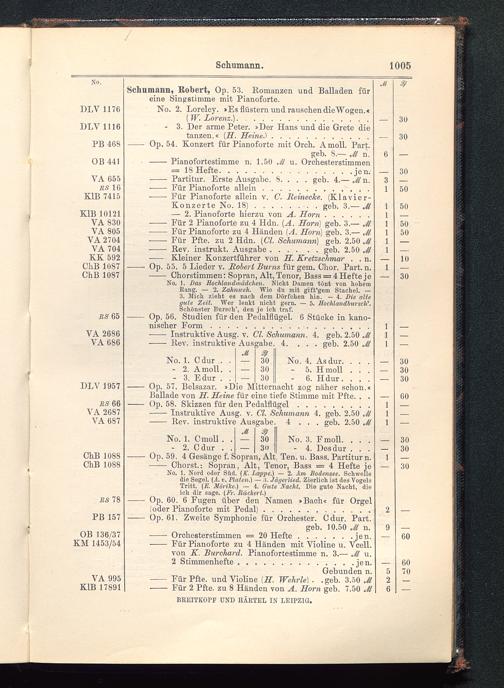 Schumann. 1005
No. ℳ ₰
Schumann, Robert, Op. 53. Romanzen und Balladen für
eine Singstimme mit Pianoforte.
DLV 1176 No. 2. Loreley. »Es flüstern und rauschen die Wogen.«
(W. Lorenz.) — 30
DLV 1116 - 3. Der arme Peter. »Der Hans und die Grete die
tanzen.« (H. Heine.) — 30
PB 468 — Op. 54. Konzert für Pianoforte mit Orch. A moll. Part.
geb. 8.— ℳ n. 6 —
OB 441 — Pianofortestimme n. 1.50 ℳ u. Orchesterstimmen
= 18 Hefte je n. — 30
VA 655 — Partitur. Erste Ausgabe. 8. geb. 4.— ℳ n. 3 —
RS 16 — Für Pianoforte allein 1 50
KlB 7415 — Für Pianoforte allein v. C. Reinecke. (Klavier-
Konzerte No. 18) geb. 3.— ℳ 1 50
KlB 10121 — — 2. Pianoforte hierzu von A. Horn 1 —
VA 830 — Für 2 Pianoforte zu 4 Hdn. (A. Horn) geb. 3.— ℳ 1 50
VA 805 — Für Pianoforte zu 4 Händen (A. Horn) geb. 3.— ℳ 1 50
VA 2704 — Für Pfte. zu 2 Hdn. (Cl. Schumann) geb. 2.50 ℳ 1 —
VA 704 — Rev. instrukt. Ausgabe geb. 2.50 ℳ 1 —
KK 592 — Kleiner Konzertführer von H. Kretzschmar n. — 10
ChB 1087 — Op. 55. 5 Lieder v. Robert Burns für gem. Chor. Part. n. 1 —
ChB 1087 — Chorstimmen: Sopran, Alt, Tenor, Bass = 4 Hefte je — 30
No. 1. Das Hochlandmädchen. Nicht Damen tönt von hohem
Rang. — 2. Zahnweh. Wie du mit gift'gem Stachel. —
3. Mich zieht es nach dem Dörfchen hin. — 4. Die alte
gute Zeit. Wer lenkt nicht gern. — 5. Hochlandbursch'.
Schönster Bursch', den je ich traf.
RS 65 — Op. 56. Studien für den Pedalflügel. 6 Stücke in kano-
nischer Form 1 —
VA 2686 — Instruktive Ausg. v. Cl. Schumann. 4. geb. 2.50 ℳ 1 —
VA 686 — Rev. instruktive Ausgabe. 4. geb. 2.50 ℳ 1 —
ℳ ₰
No. 1. C dur — 30 No. 4. As dur. — 30
- 2. A moll. — 30 - 5. H moll — 30
- 3. E dur — 30 - 6. H dur. — 30
DLV 1957 — Op. 57. Belsazar. »Die Mitternacht zog näher schon.«
Ballade von H. Heine für eine tiefe Stimme mit Pfte. 60
RS 66 — Op. 58. Skizzen für den Pedalflügel 1 —
VA 2687 — Instruktive Ausg. v. Cl. Schumann 4. geb. 2.50 ℳ 1 —
VA 687 — Rev. instruktive Ausgabe. 4 geb. 2.50 ℳ 1 —
ℳ ₰
No. 1. C moll — 30 No. 3. F moll. — 30
- 2. C dur — 30 - 4. Des dur — 30
ChB 1088 — Op. 59. 4 Gesänge f. Sopran, Alt, Ten. u. Bass. Partitur n. 1 —
ChB 1088 — Chorst.: Sopran, Alt, Tenor, Bass = 4 Hefte je — 30
No. 1. Nord oder Süd. (K. Lappe.) — 2. Am Bodensee. Schwelle
die Segel. (A. v. Platen.) — 3. Jägerlied. Zierlich ist des Vogels
Tritt. (E. Mörike.) — 4. Gute Nacht. Die gute Nacht, die
ich dir sage. (Fr. Rückert.)
RS 78 — Op. 60. 6 Fugen über den Namen »Bach« für Orgel
(oder Pianoforte mit Pedal) 2
PB 157 — Op. 61. Zweite Symphonie für Orchester. C dur. Part.
geb. 10.50 ℳ n. 9 —
OB 136/37 — Orchesterstimmen = 20 Hefte je n. — 60
KM 1453/54 — Für Pianoforte zu 4 Händen mit Violine u. Vcell.
von K. Burchard. Pianofortestimme n. 3.— ℳ u.
2 Stimmenhefte je n. — 60
Gebunden n. 5 70
VA 995 — Für Pfte. und Violine (H. Wehrle) geb. 3.50 ℳ 2 —
KlB 17891 — Für 2 Pfte. zu 8 Händen von A. Horn geb. 7.50 ℳ 6 —
BREITKOPF UND HÄRTEL IN LEIPZIG.